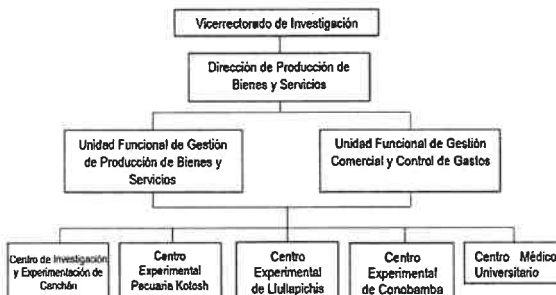 Vicerrectorado de Investigación
Dirección de Producción de
Bienes y Servicios
Unidad Funcional de Gestión
de Producción de Bienes y
Servicios
Unidad Funcional de Gestión
Comercial y Control de Gastos
Centro de Investigación
y Experimentación de
Canchán
Centro
Experimental
Pecuaria Kotosh
Centro
Experimental
de Llullapichis
Centro
Experimental
de Conobamba
Centro Médico
Universitario